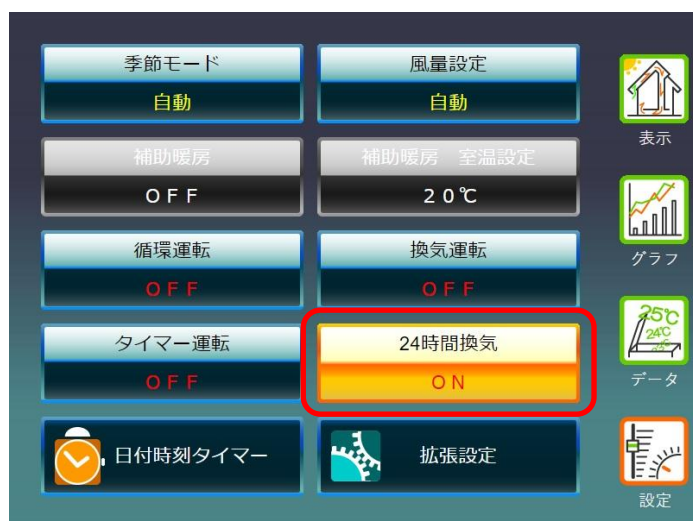 季節モード
自動
風量設定
自動
表示
補助暖房
ＯＦＦ
補助暖房　室温設定
２０℃
循環運転
ＯＦＦ
換気運転
ＯＦＦ
グラフ
タイマー運転
ＯＦＦ
24時間換気
ＯＮ
25℃
24℃
データ
日付時刻タイマー
拡張設定
設定